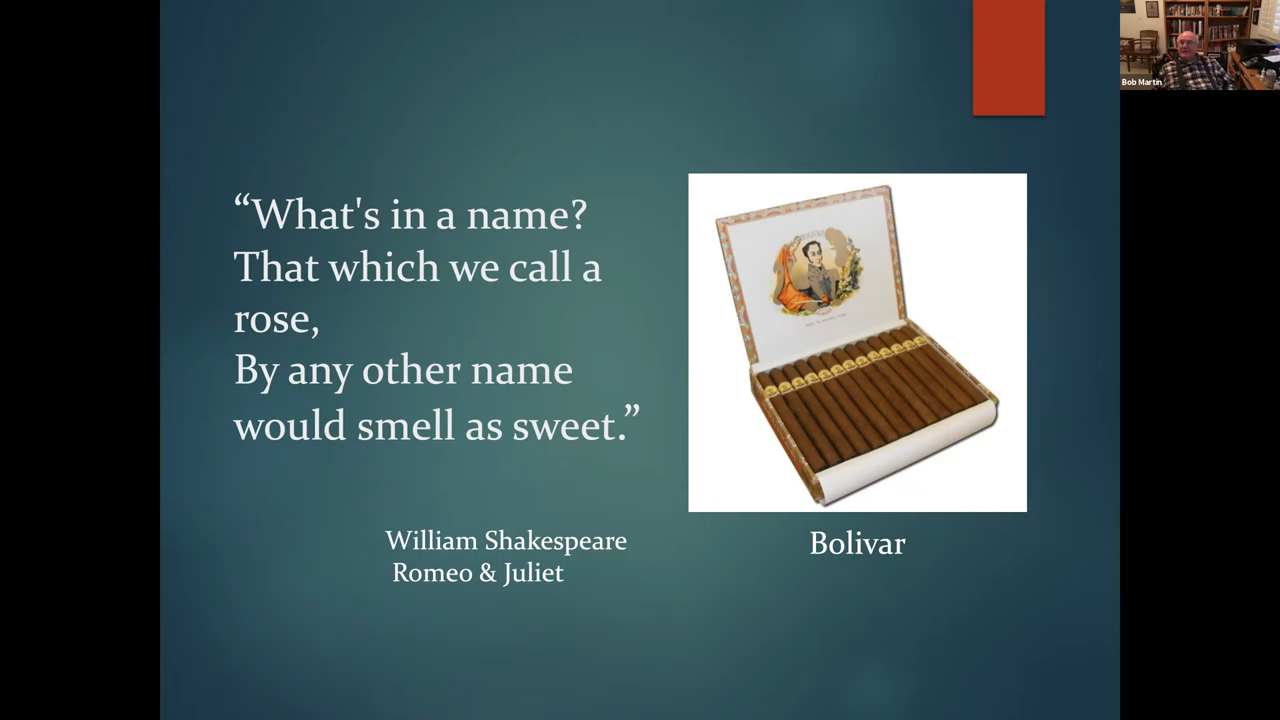 “What's in a name?
That which we call a
rose,
By any other name
would smell as sweet.”
William Shakespeare
Romeo & Juliet
Bolivar
Bob Martin